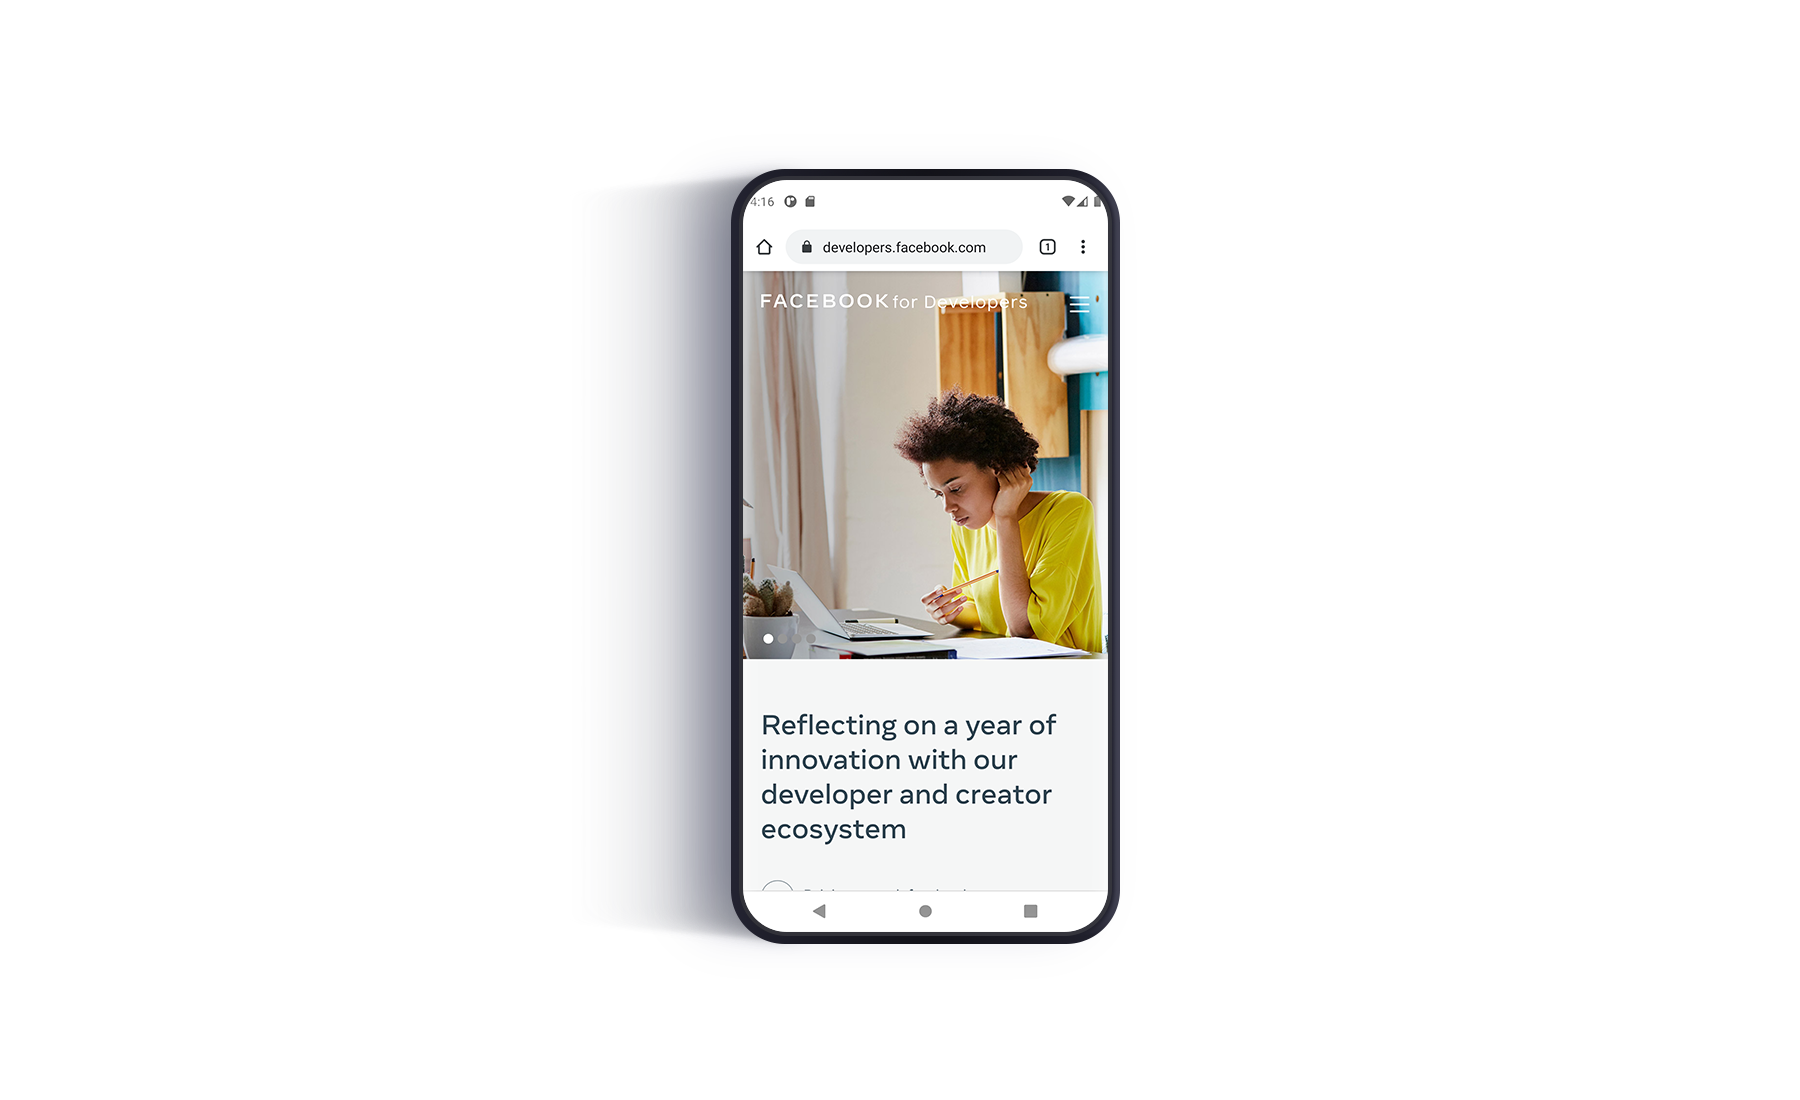 4:16
developers.facebook.com
1
FACEBOOK for Developers
Reflecting on a year of
innovation with our
developer and creator
ecosystem